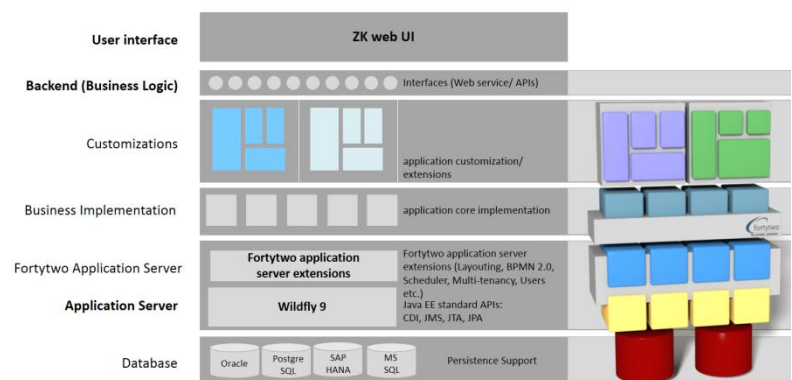 User interface
ZK web UI
Backend (Business Logic)
Interfaces (Web service/ APIs)
Customizations
application customization/
extensions
Business Implementation
application core implementation
fortytwo
Fortytwo Application Server
Fortytwo application
server extensions
Fortytwo application server
extensions (Layouting, BPMN 2.0,
Scheduler, Multi-tenancy, Users
etc.)
Application Server
Wildfly 9
Java EE standard APIs:
CDI, JMS, JTA, JPA
Database
Oracle
Postgre
SQL
SAP
HANA
MS
SQL
Persistence Support